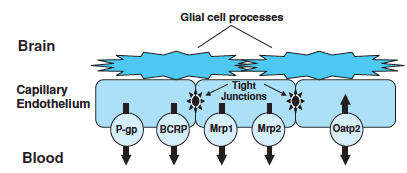 Glial cell processes
Brain
Capillary
Endothelium
Tight
Junctions
P-gp
BCRP
Mrp1
Mrp2
Oatp2
Blood